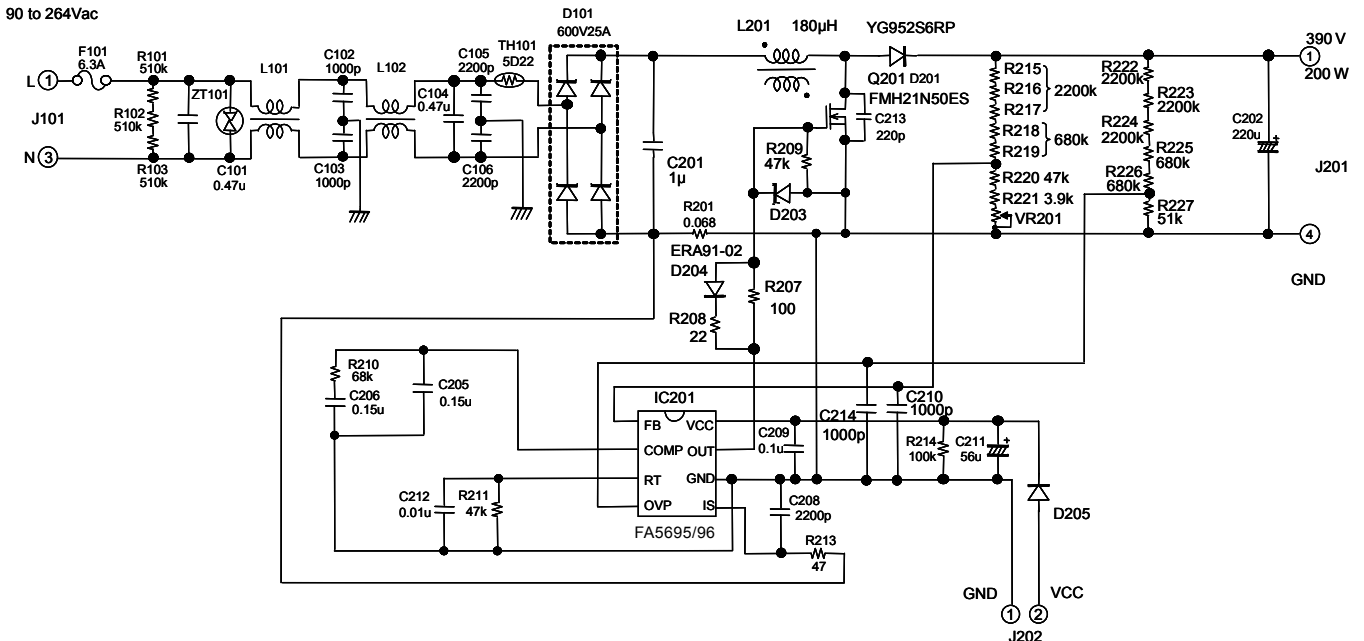 90 to 264Vac
F101
6.3A
L 1
J101
N 3
R101
510k
R102
510k
R103
510k
ZT101
C101
0.47u
L101
C102
1000p
C103
1000p
L102
C104
0.47u
C105
2200p
C106
2200p
TH101
5D22
D101
600V25A
C201
1µ
R201
0.068
L201 180µH
YG952S6RP
Q201 D201
FMH21N50ES
C213
220p
R209
47k
D203
ERA91-02
D204
R207
100
R208
22
R215
R216
R217
2200k
R218
R219
680k
R220 47k
R221 3.9k
VR201
R222
2200k
R223
2200k
R224
2200k
R225
680k
R226
680k
R227
51k
C202
220u
+
390 V
1
200 W
J201
4
GND
R210
68k
C206
0.15u
C205
0.15u
C212
0.01u
R211
47k
IC201
FB VCC
COMP OUT
RT GND
OVP IS
FA5695/96
C209
0.1u
C214
1000p
C210
1000p
C208
2200p
R213
47
R214
100k
C211
56u
+
D205
GND 1 2 VCC
J202